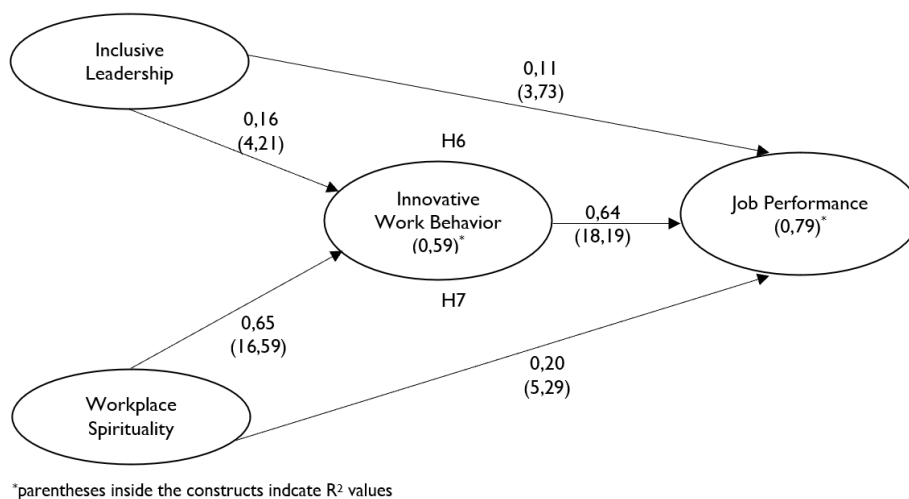 Inclusive
Leadership
0,11
(3,73)
0,16
(4,21)
H6
Innovative
Work Behavior
(0,59)*
0,64
(18,19)
Job Performance
(0,79)*
H7
0,65
(16,59)
0,20
(5,29)
Workplace
Spirituality
*parentheses inside the constructs indcate R² values